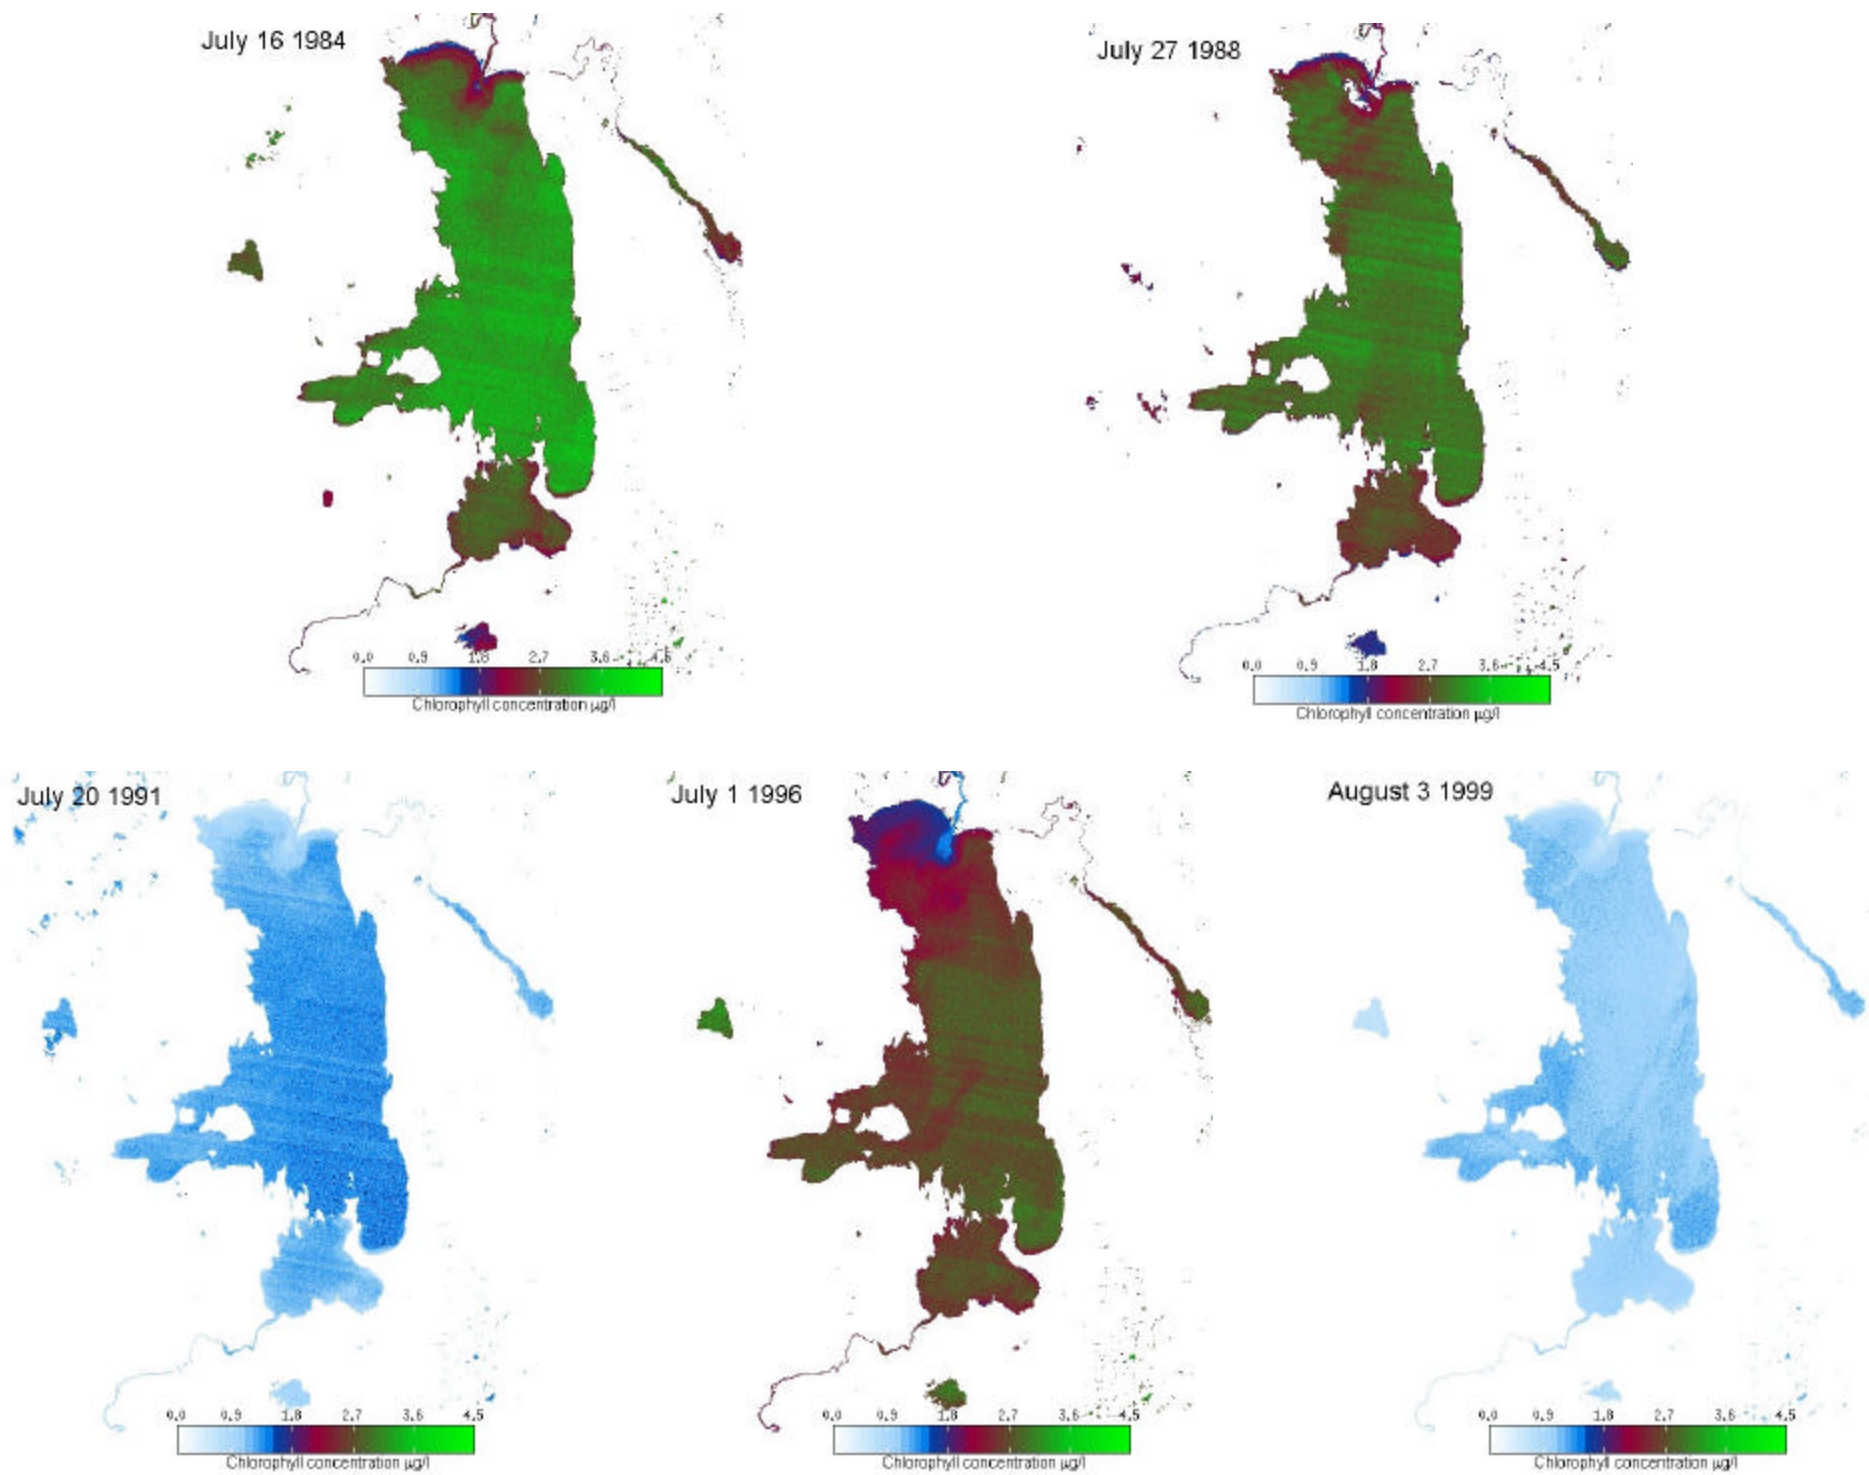 July 16 1984
July 27 1988
0.0 0.9 1.8 2.7 3.6 4.5
Chlorophyll concentration µg/l
0.0 0.9 1.8 2.7 3.6 4.5
Chlorophyll concentration µg/l
July 20 1991
July 1 1996
August 3 1999
0.0 0.9 1.8 2.7 3.6 4.5
Chlorophyll concentration µg/l
0.0 0.9 1.8 2.7 3.6 4.5
Chlorophyll concentration µg/l
0.0 0.9 1.8 2.7 3.6 4.5
Chlorophyll concentration µg/l